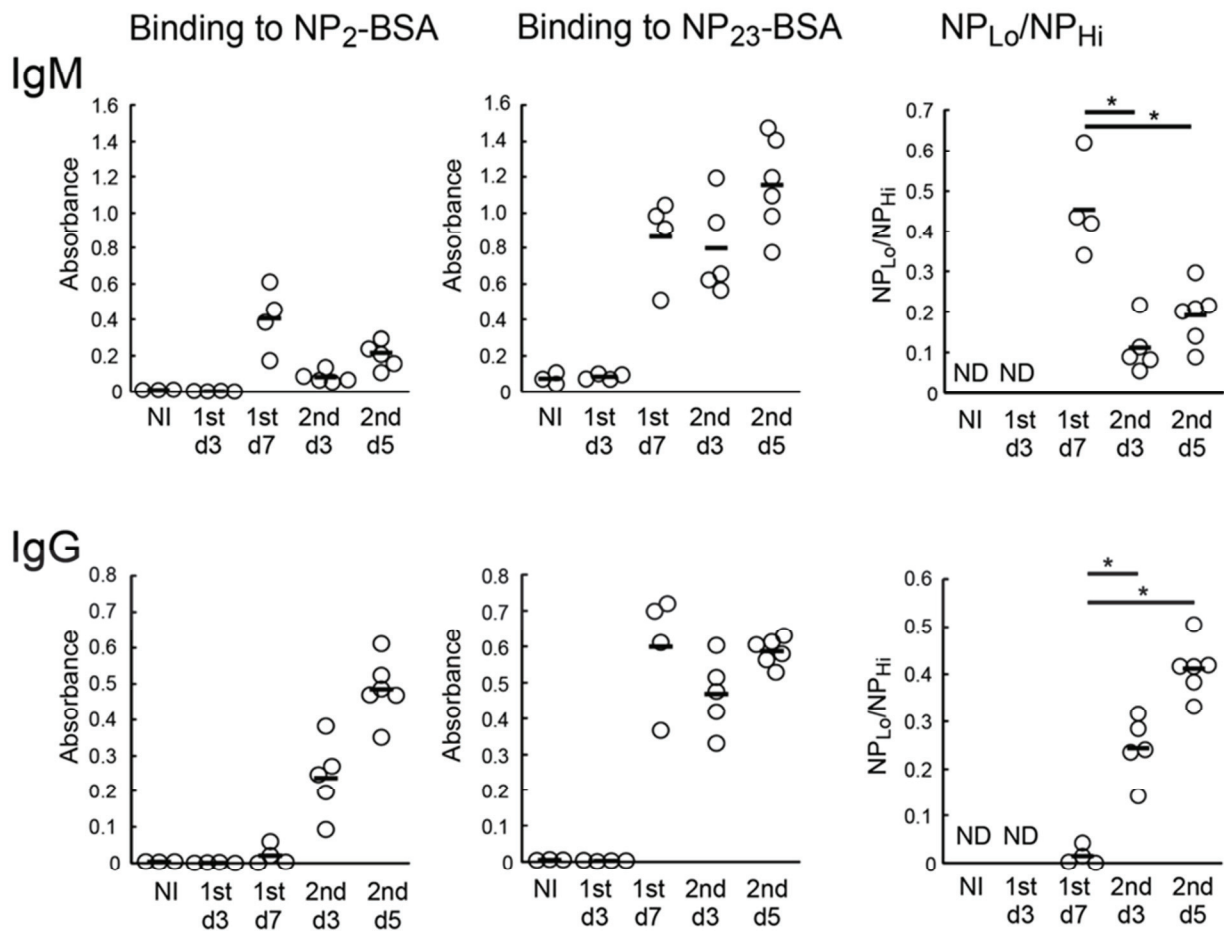 Binding to NP2-BSA
Binding to NP23-BSA
NPLo/NPHi
IgM
Absorbance
1.6
1.4
1.2
1.0
0.8
0.6
0.4
0.2
0
NI
1st
d3
1st
d7
2nd
d3
2nd
d5
Absorbance
1.6
1.4
1.2
1.0
0.8
0.6
0.4
0.2
0
NI
1st
d3
1st
d7
2nd
d3
2nd
d5
NPLo/NPHi
0.7
0.6
0.5
0.4
0.3
0.2
0.1
0
*
*
ND
ND
NI
1st
d3
1st
d7
2nd
d3
2nd
d5
IgG
Absorbance
0.8
0.7
0.6
0.5
0.4
0.3
0.2
0.1
0
NI
1st
d3
1st
d7
2nd
d3
2nd
d5
Absorbance
0.8
0.7
0.6
0.5
0.4
0.3
0.2
0.1
0
NI
1st
d3
1st
d7
2nd
d3
2nd
d5
NPLo/NPHi
0.6
0.5
0.4
0.3
0.2
0.1
0
*
*
ND
ND
NI
1st
d3
1st
d7
2nd
d3
2nd
d5